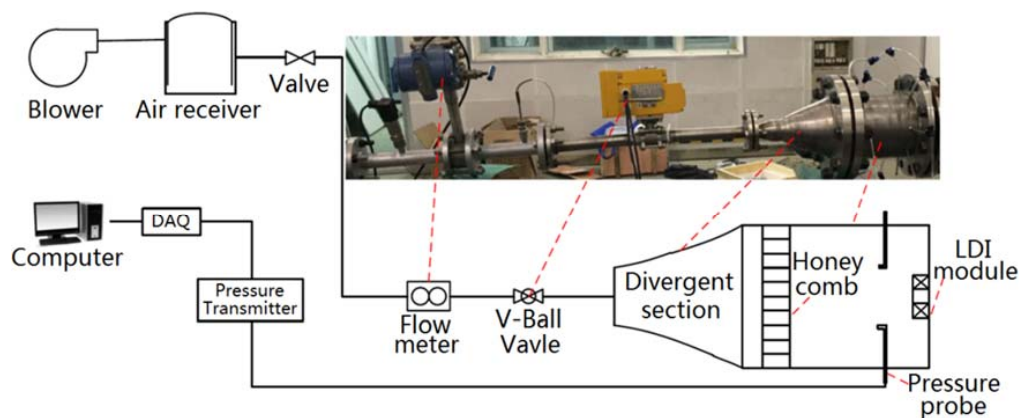 Blower
Air receiver
Valve
Computer
DAQ
Pressure
Transmitter
Flow
meter
V-Ball
Vavle
Divergent
section
Honey
comb
LDI
module
Pressure
probe